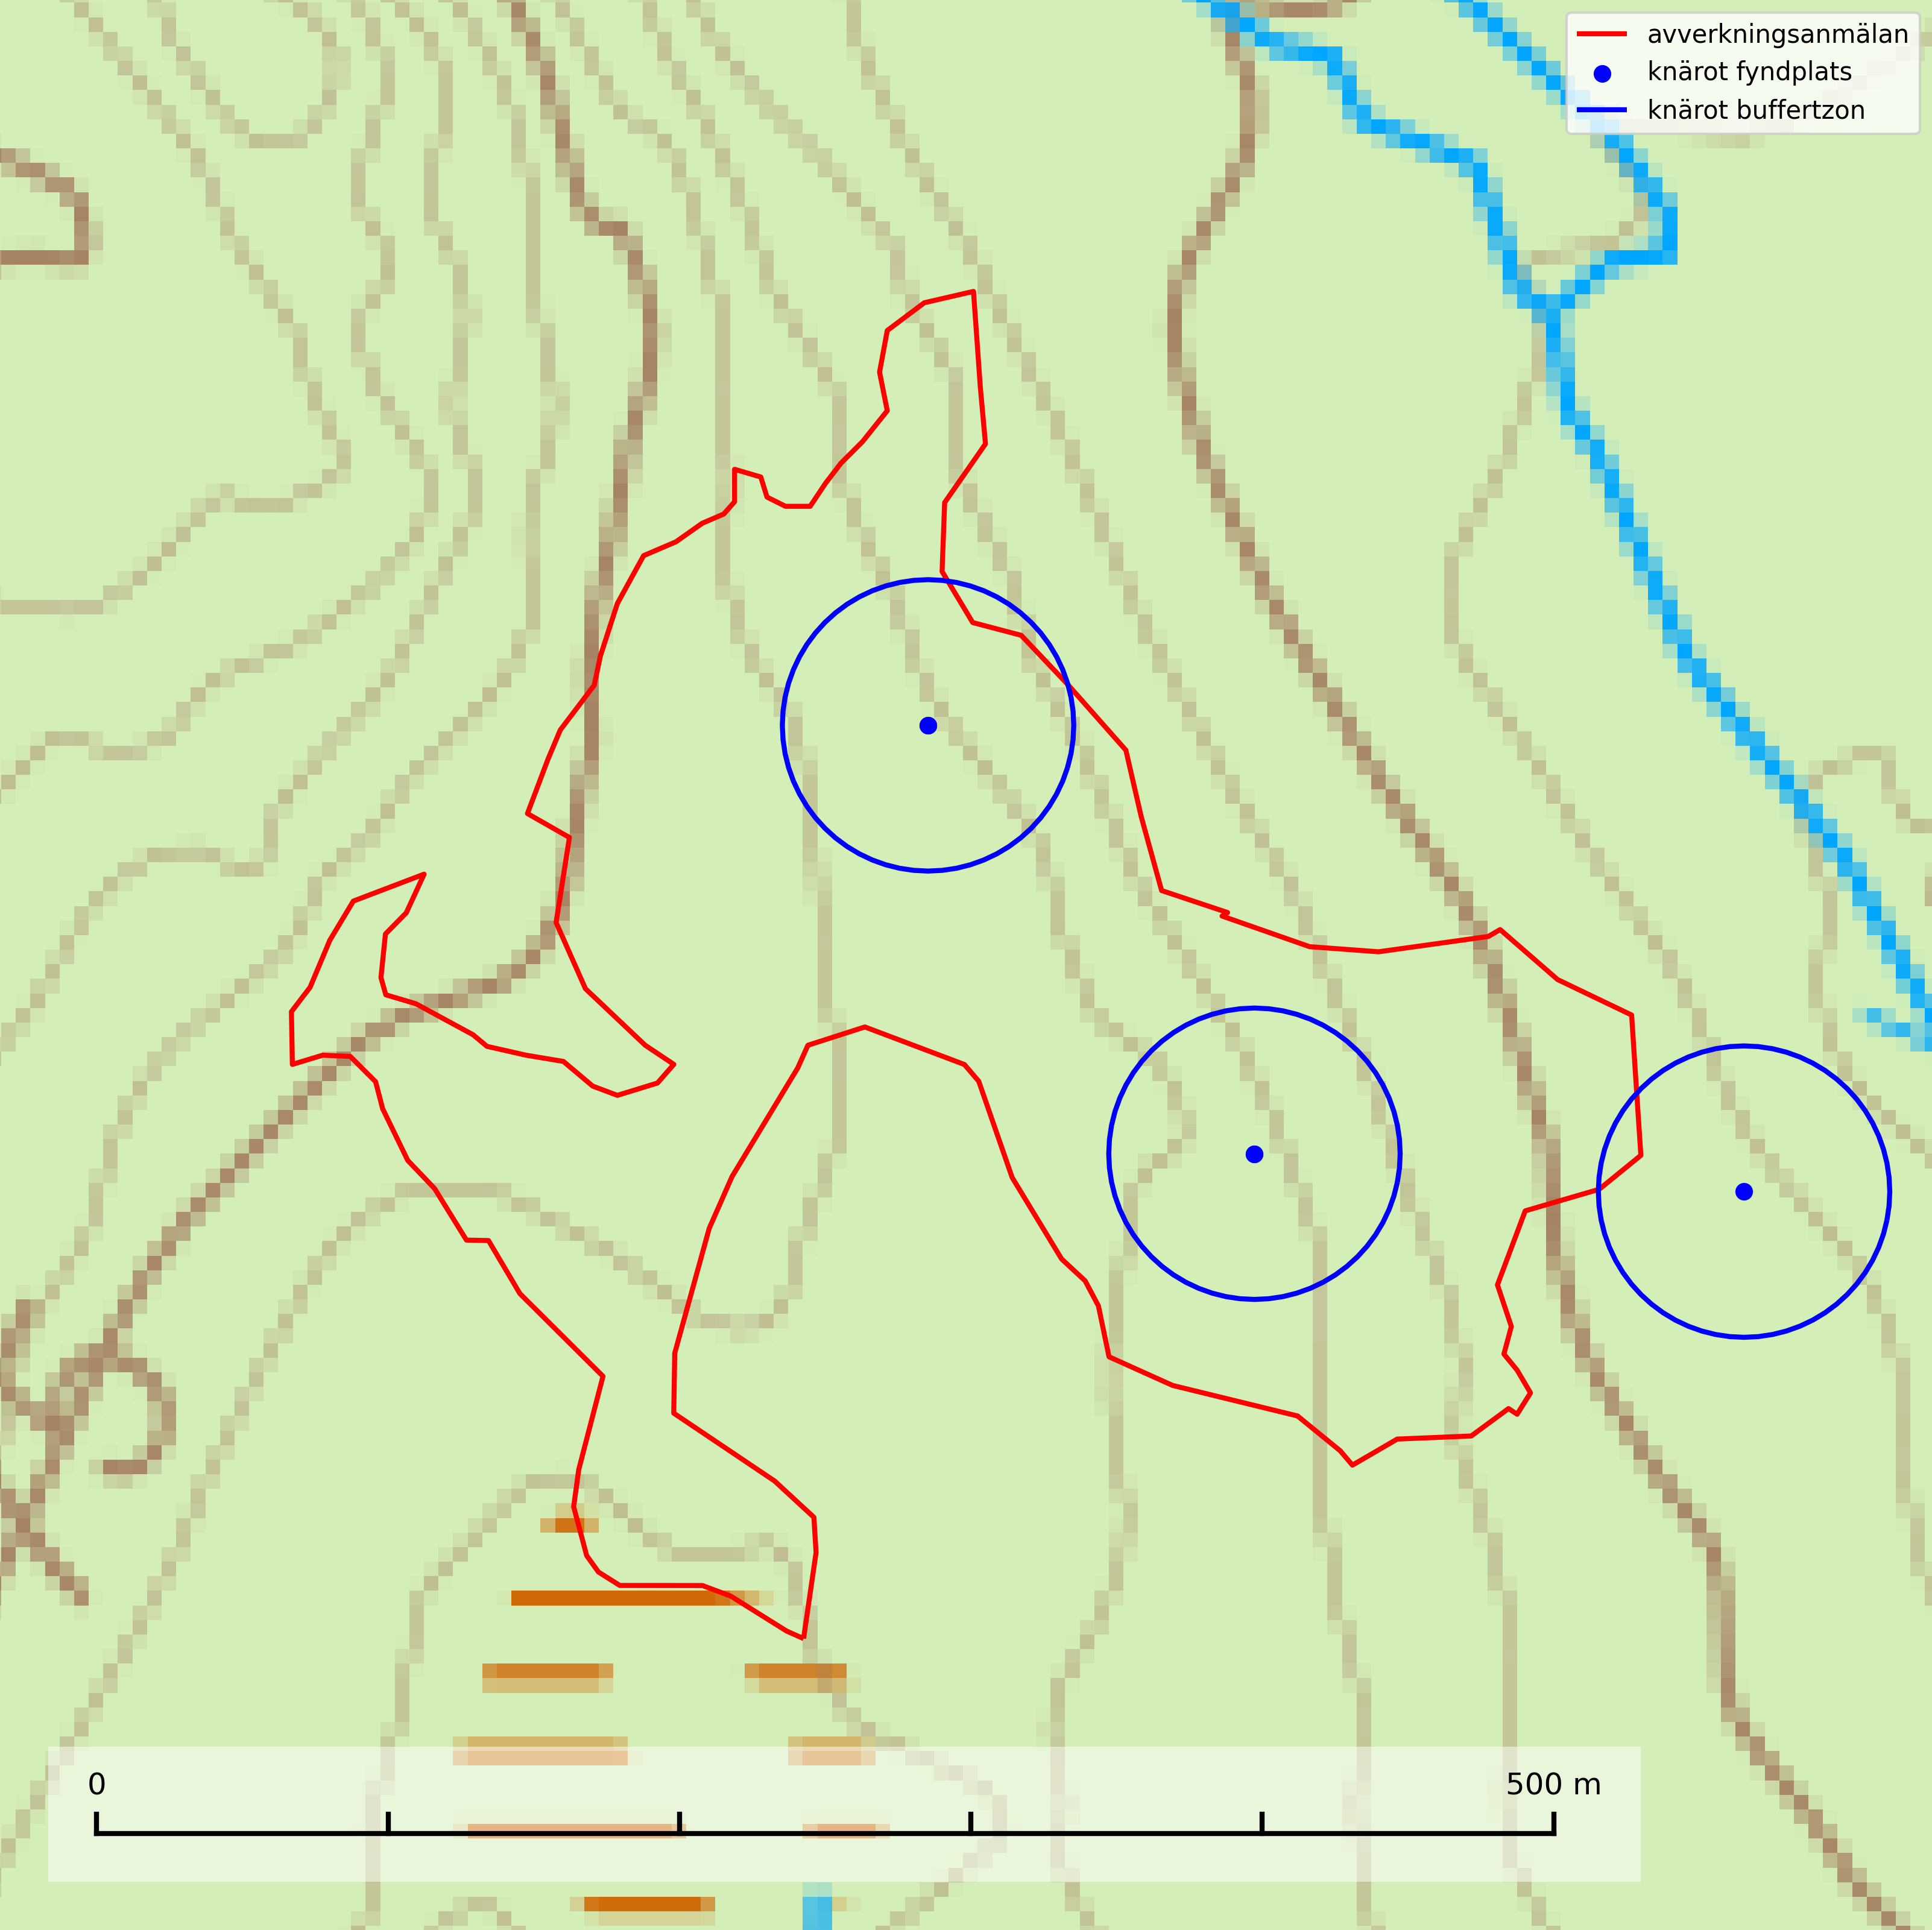 avverkningsanmälan
knärot fyndplats
knärot buffertzon
0
500 m